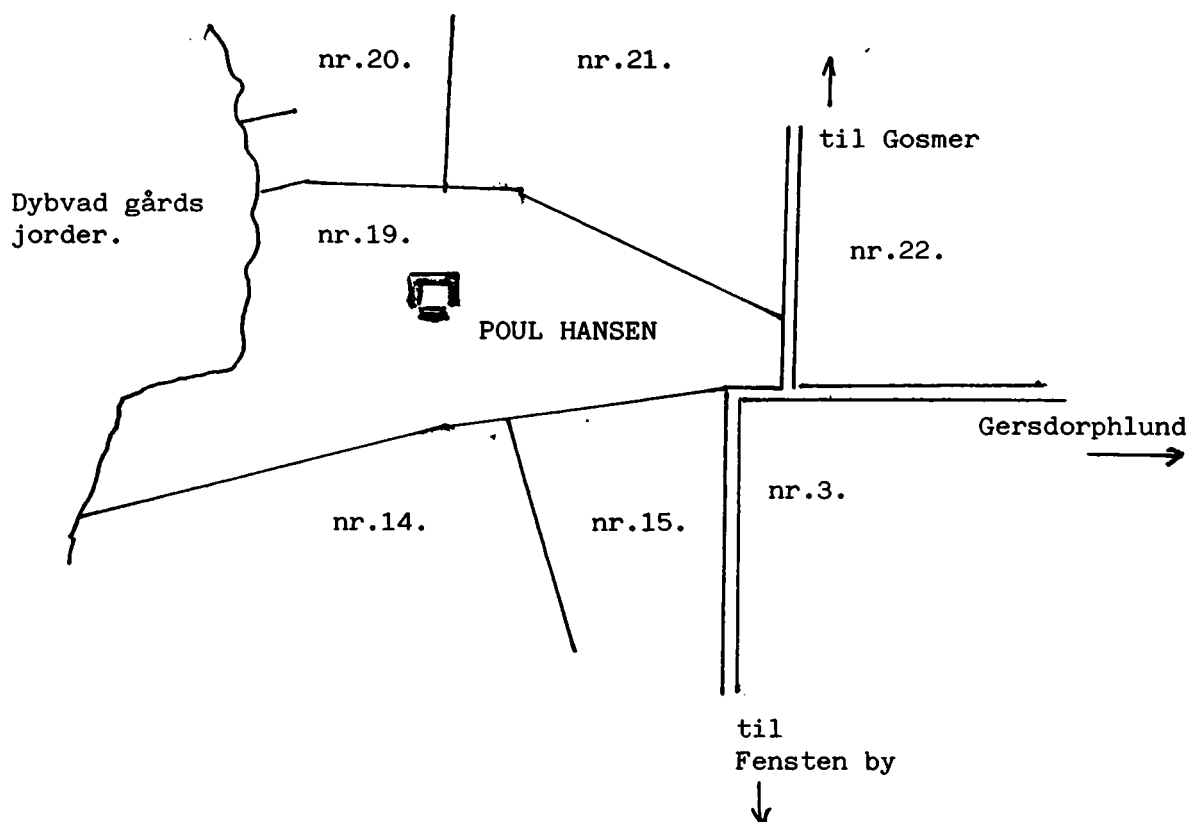 nr.20.
nr.21.
til Gosmer
Dybvad gårds
jorder.
nr.19.
nr.22.
POUL HANSEN
Gersdorphlund
nr.3.
nr.14.
nr.15.
til
Fensten by